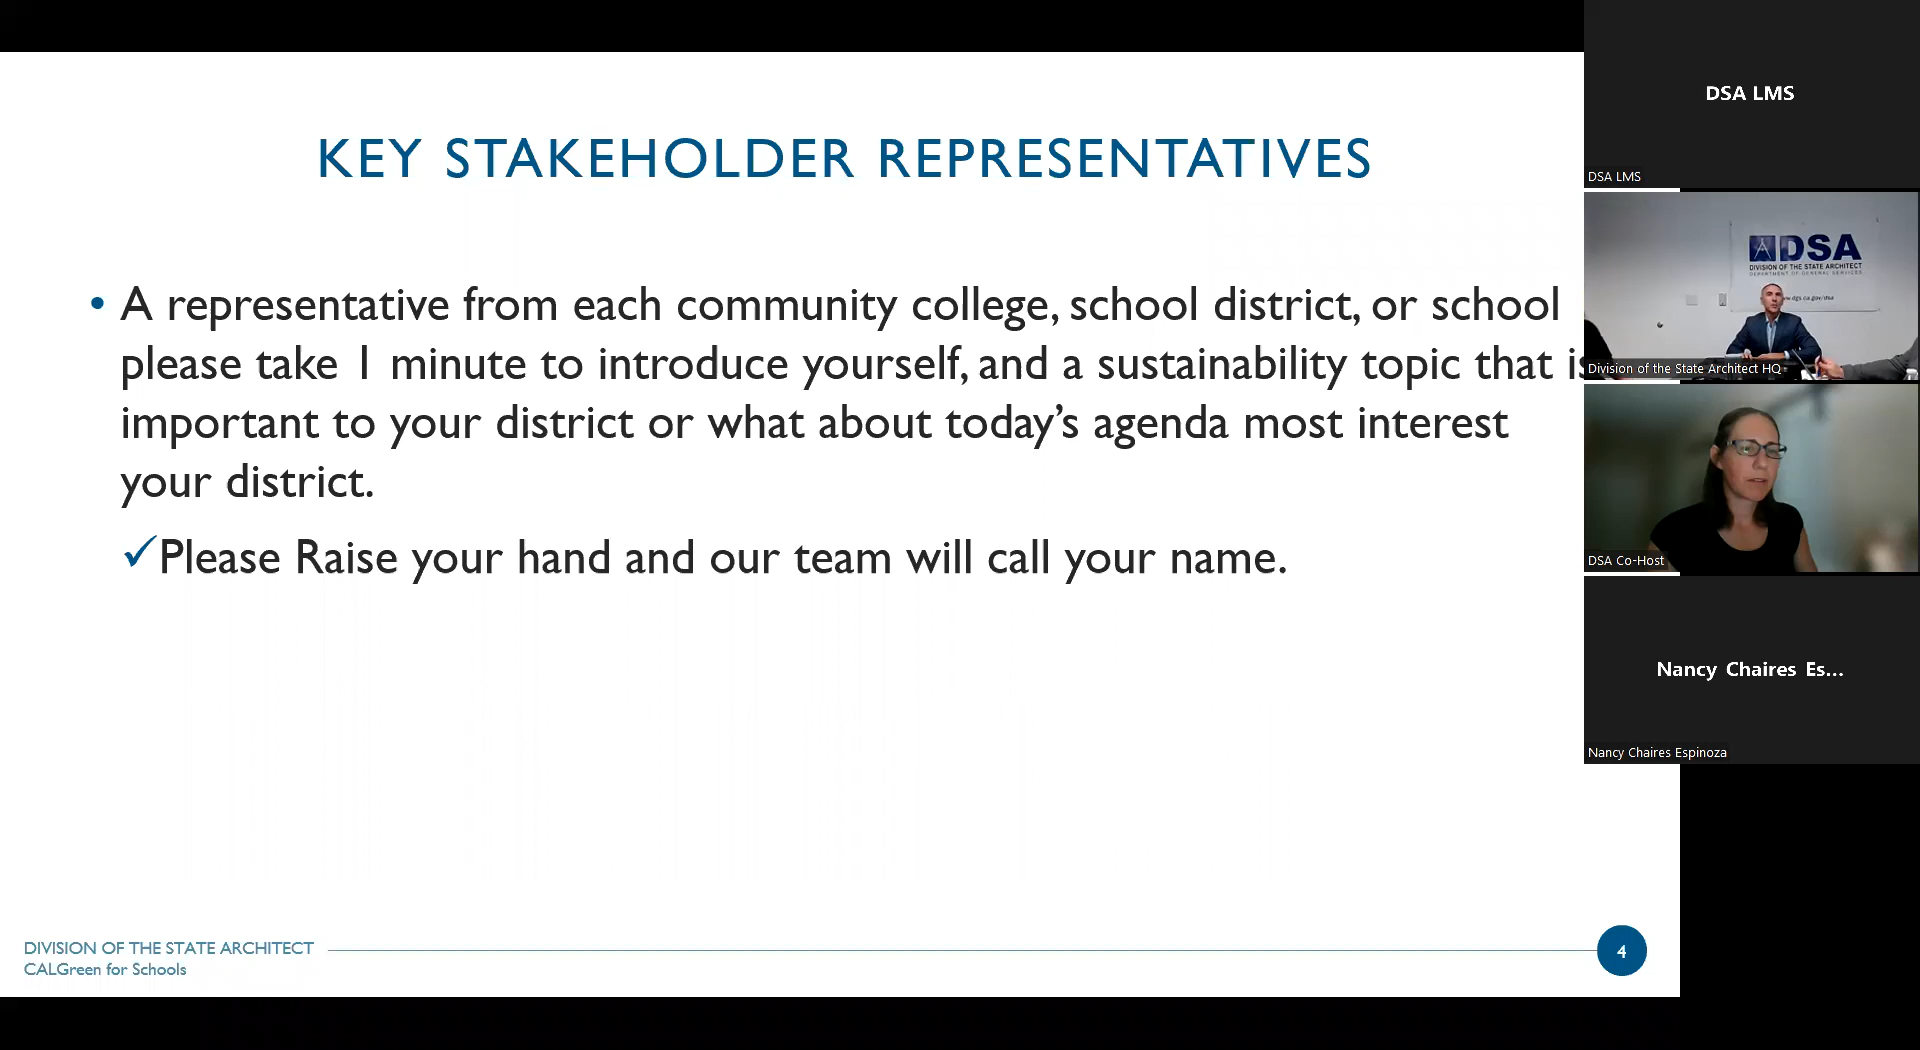 KEY STAKEHOLDER REPRESENTATIVES
• A representative from each community college, school district, or school
please take 1 minute to introduce yourself, and a sustainability topic that is
important to your district or what about today's agenda most interest
your district.
✓Please Raise your hand and our team will call your name.
DIVISION OF THE STATE ARCHITECT
CALGreen for Schools
4
DSA LMS
DSA LMS
DSA
DIVISION OF THE STATE ARCHITECT
DEPARTMENT OF GENERAL SERVICES
www.dgs.ca.gov/dsa
Division of the State Architect HQ
DSA Co-Host
Nancy Chaires Es...
Nancy Chaires Espinoza